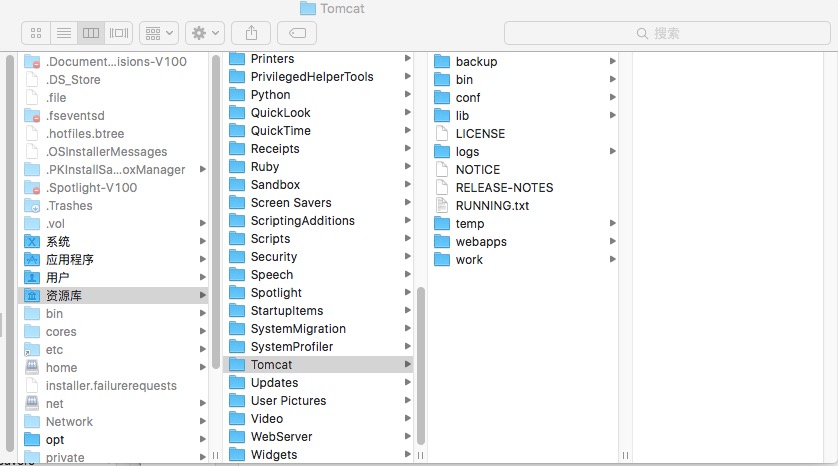 Tomcat
搜索
.Document...isions-V100
.DS_Store
.file
.fseventsd
.hotfiles.btree
.OSInstallerMessages
.PKInstallSa...oxManager
.Spotlight-V100
.Trashes
.vol
系统
应用程序
用户
资源库
bin
cores
etc
home
installer.failurerequests
net
Network
opt
private
Printers
PrivilegedHelperTools
Python
QuickLook
QuickTime
Receipts
Ruby
Sandbox
Screen Savers
ScriptingAdditions
Scripts
Security
Speech
Spotlight
StartupItems
SystemMigration
SystemProfiler
Tomcat
Updates
User Pictures
Video
WebServer
Widgets
backup
bin
conf
lib
LICENSE
logs
NOTICE
RELEASE-NOTES
RUNNING.txt
temp
webapps
work